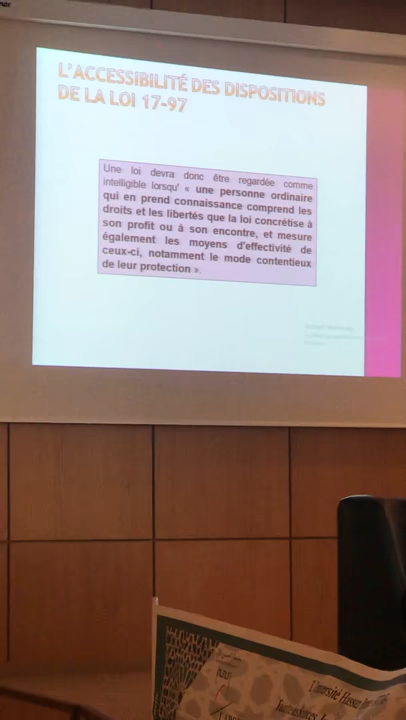 L'ACCESSIBILITÉ DES DISPOSITIONS
DE LA LOI 17-97
Une loi devra donc être regardée comme
intelligible lorsqu' « une personne ordinaire
qui en prend connaissance comprend les
droits et les libertés que la loi concrétise à
son profit ou à son encontre, et mesure
également les moyens d'effectivité de
ceux-ci, notamment le mode contentieux
de leur protection ».
Université Hassan